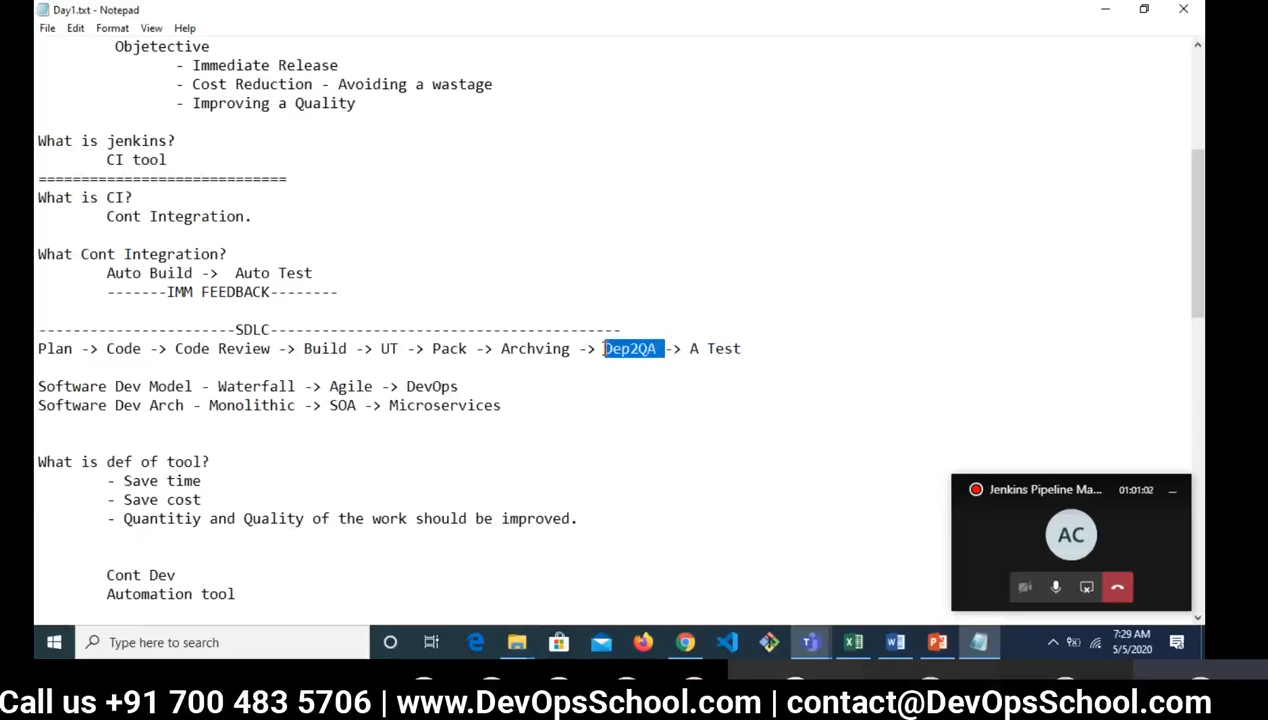 Day1.txt - Notepad
File Edit Format View Help
Objetective
- Immediate Release
- Cost Reduction - Avoiding a wastage
- Improving a Quality
What is jenkins?
CI tool
=============================
What is CI?
Cont Integration.
What Cont Integration?
Auto Build -> Auto Test
-------IMM FEEDBACK--------
-----------------------SDLC-----------------------------------------
Plan -> Code -> Code Review -> Build -> UT -> Pack -> Archving -> Dep2QA -> A Test
Software Dev Model - Waterfall -> Agile -> DevOps
Software Dev Arch - Monolithic -> SOA -> Microservices
What is def of tool?
- Save time
- Save cost
- Quantitiy and Quality of the work should be improved.
Cont Dev
Automation tool
Jenkins Pipeline Ma... 01:01:02
AC
Type here to search
7:29 AM
5/5/2020
Call us +91 700 483 5706 | www.DevOpsSchool.com | contact@DevOpsSchool.com